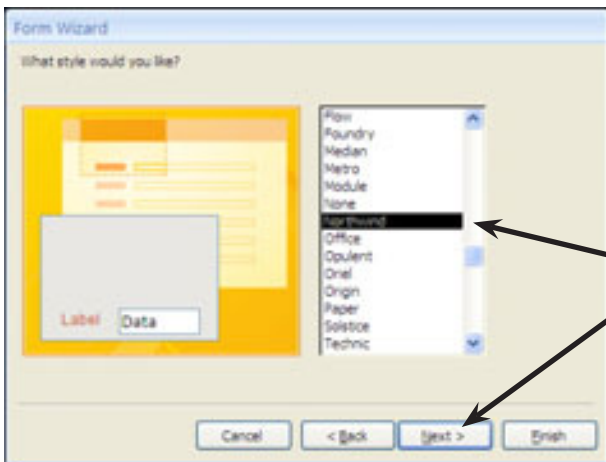 Form Wizard
What style would you like?
Label Data
Flow
Foundry
Median
Metro
Module
None
Northwind
Office
Opulent
Oriel
Origin
Paper
Solstice
Technic
Cancel
< Back
Next >
Finish